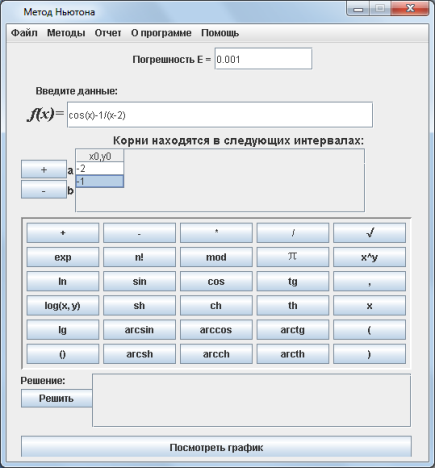 Метод Ньютона
Файл Методы Отчет О программе Помощь
Погрешность E = 0.001
Введите данные:
f(x)= cos(x)-1/(x-2)
Корни находятся в следующих интервалах:
x0,y0
+ a -2
- b -1
+ - * / √
exp n! mod π x^y
ln sin cos tg ,
log(x, y) sh ch th x
lg arcsin arccos arctg (
() arcsh arcch arcth )
Решение:
Решить
Посмотреть график